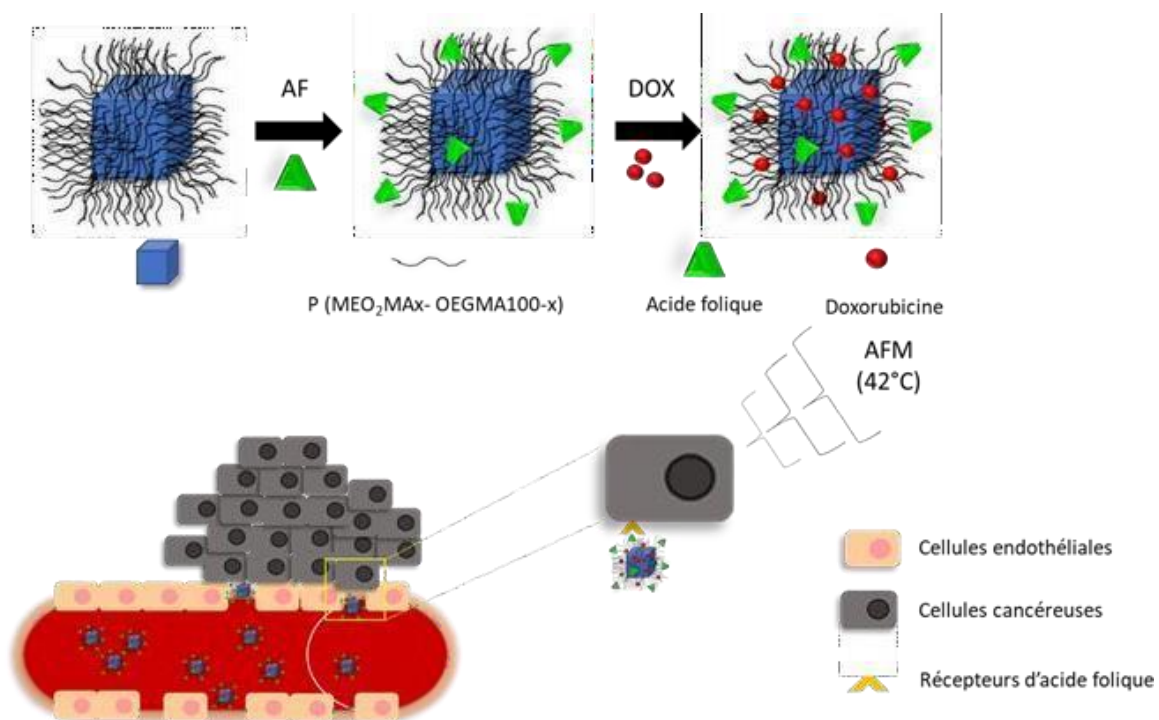 AF
DOX
P (MEO₂MAx- OEGMA100-x)
Acide folique
Doxorubicine
AFM
(42°C)
Cellules endothéliales
Cellules cancéreuses
Récepteurs d'acide folique